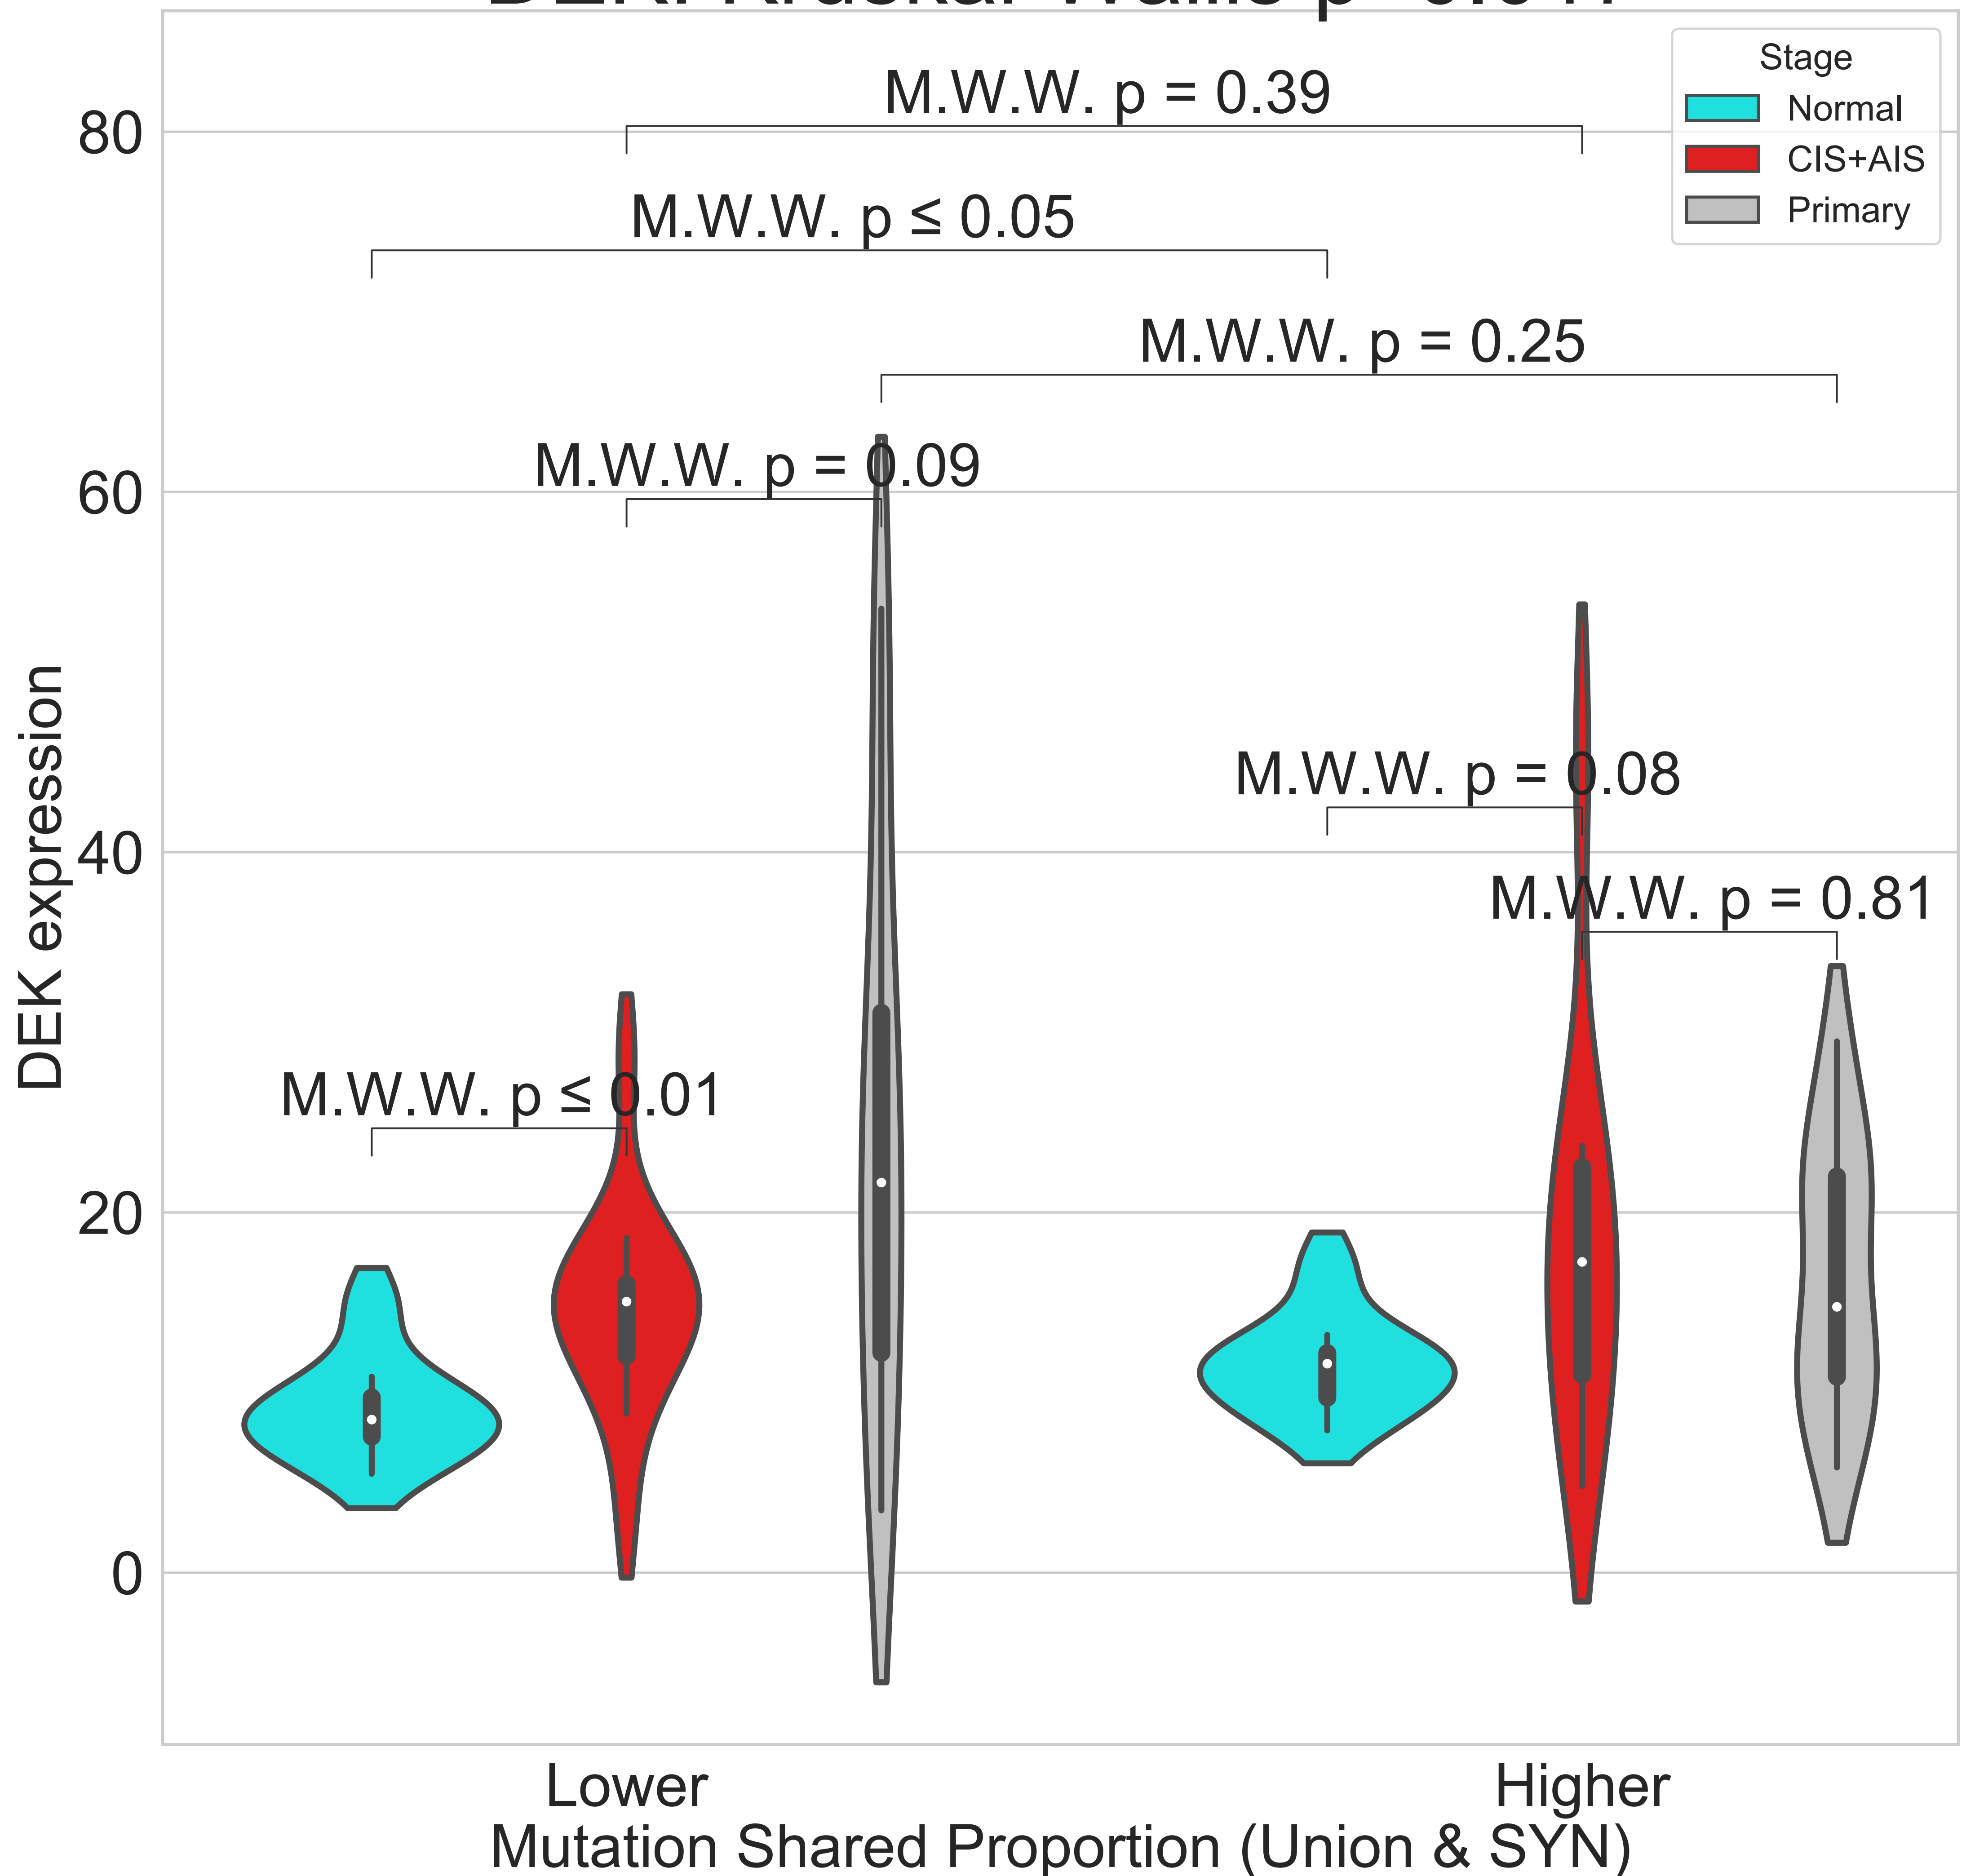 M.W.W. p = 0.39
M.W.W. p ≤ 0.05
M.W.W. p = 0.25
M.W.W. p = 0.09
M.W.W. p = 0.08
M.W.W. p = 0.81
M.W.W. p ≤ 0.01
Stage
Normal
CIS+AIS
Primary
80
60
40
20
0
DEK expression
Lower
Higher
Mutation Shared Proportion (Union & SYN)